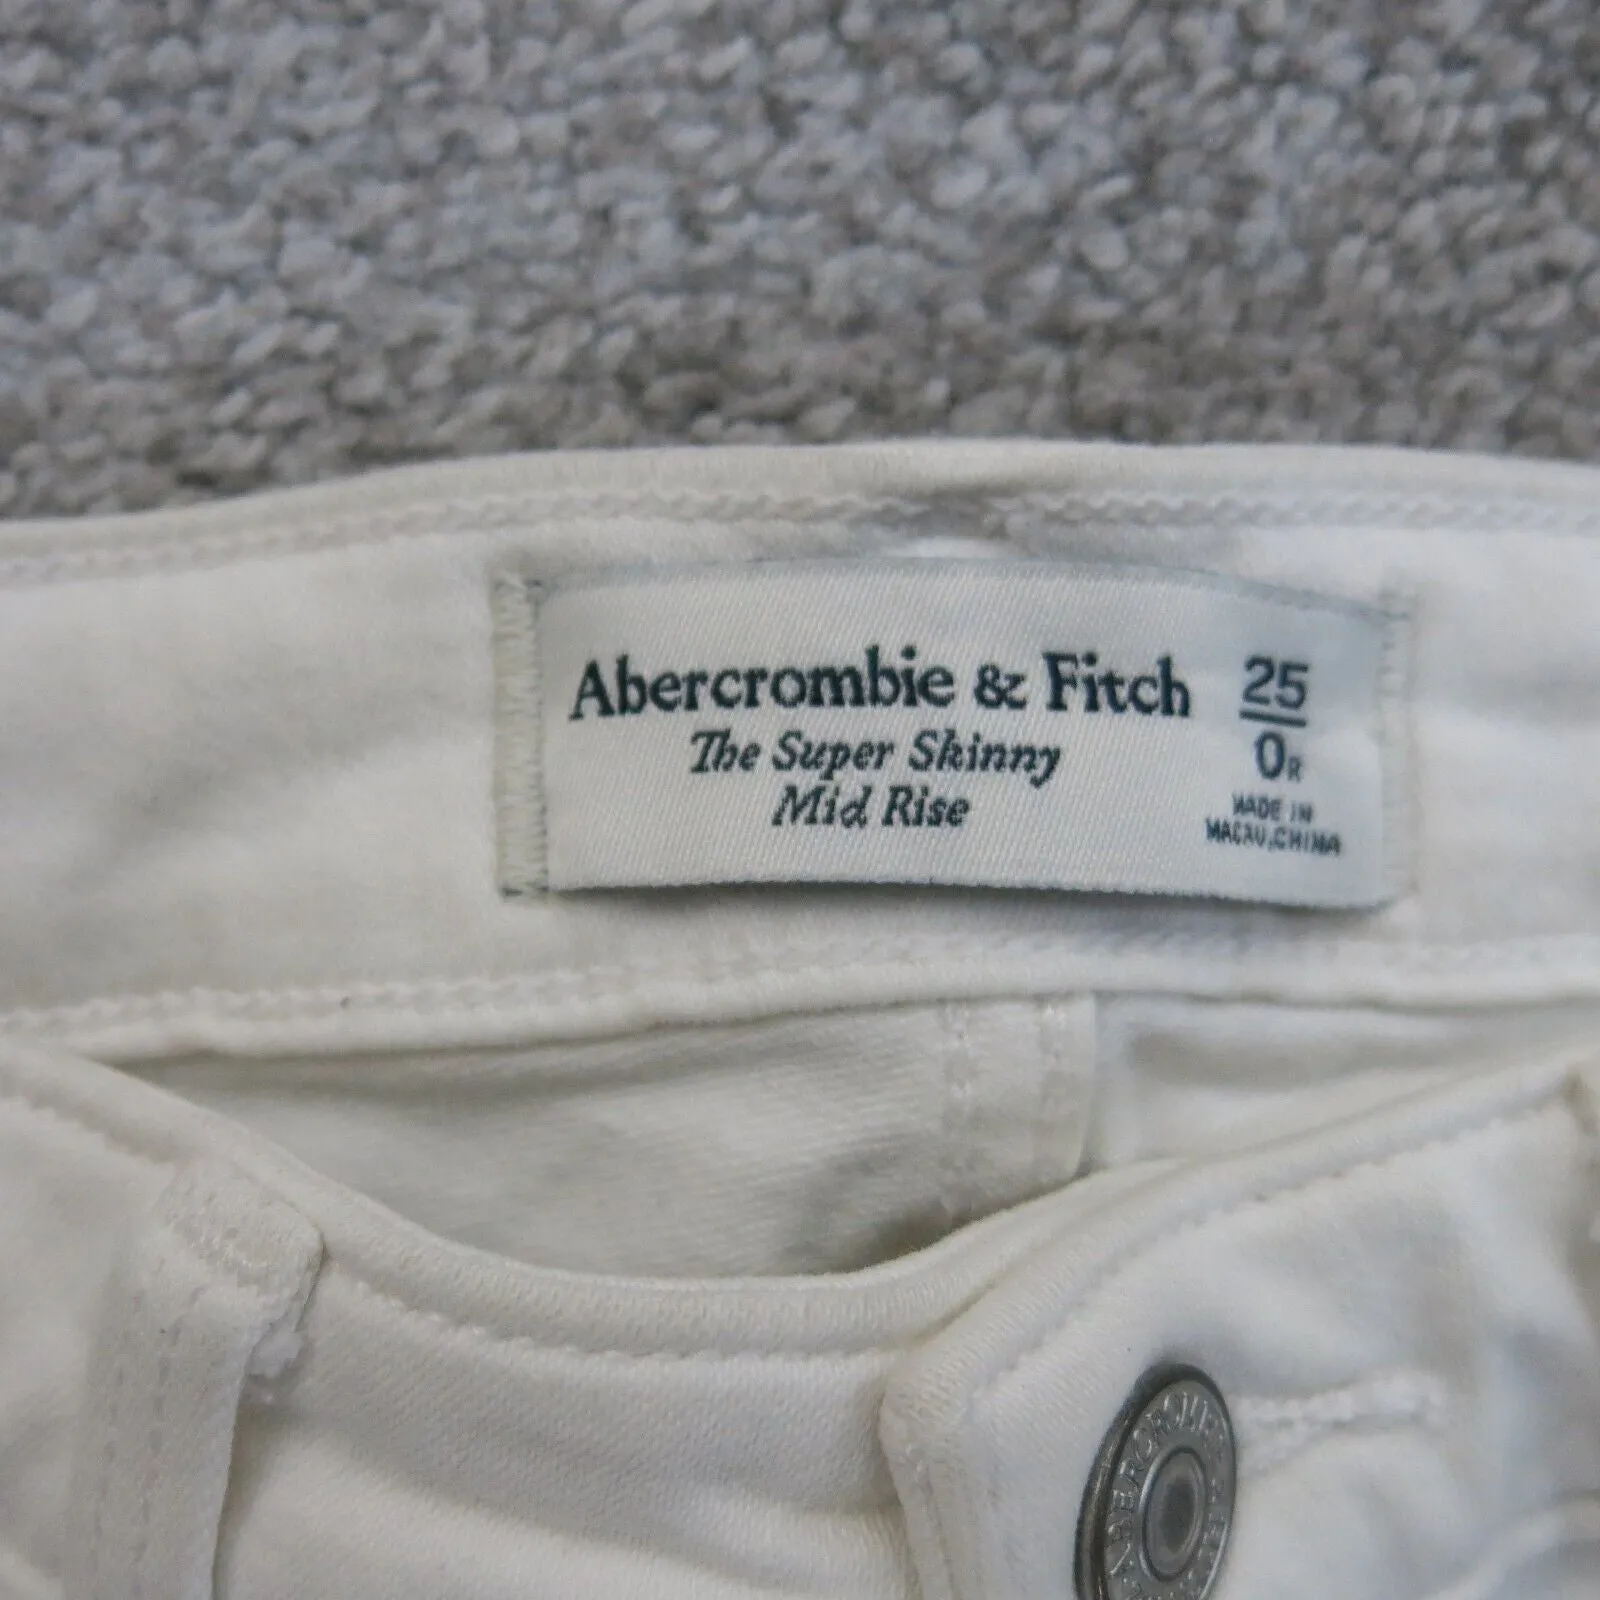 Abercrombie & Fitch
The Super Skinny
Mid Rise
25
0R
MADE IN
MACAU, CHINA